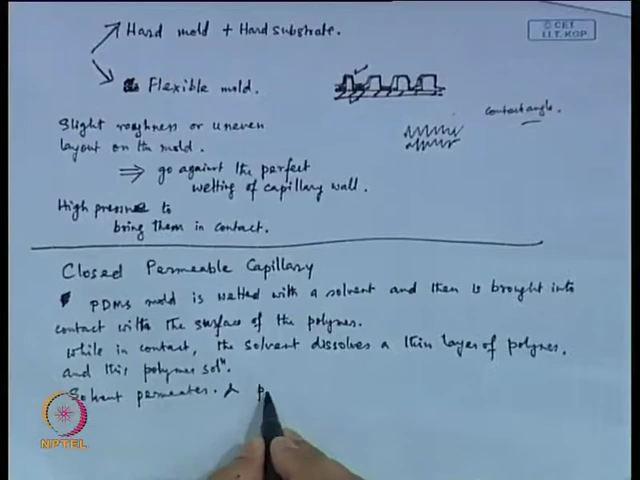 Hard mold + Hard substrate.
© CET
I.I.T. KGP
Flexible mold.
contact angle.
Slight roughness or uneven
layout on the mold.
⇒ go against the perfect
wetting of capillary wall.
High pressure to
bring them in contact.
Closed Permeable Capillary
PDMS mold is wetted with a solvent and then is brought into
contact with the surface of the polymer.
While in contact, the solvent dissolves a thin layer of polymer.
and this polymer solⁿ.
Solvent permeates. & p
NPTEL